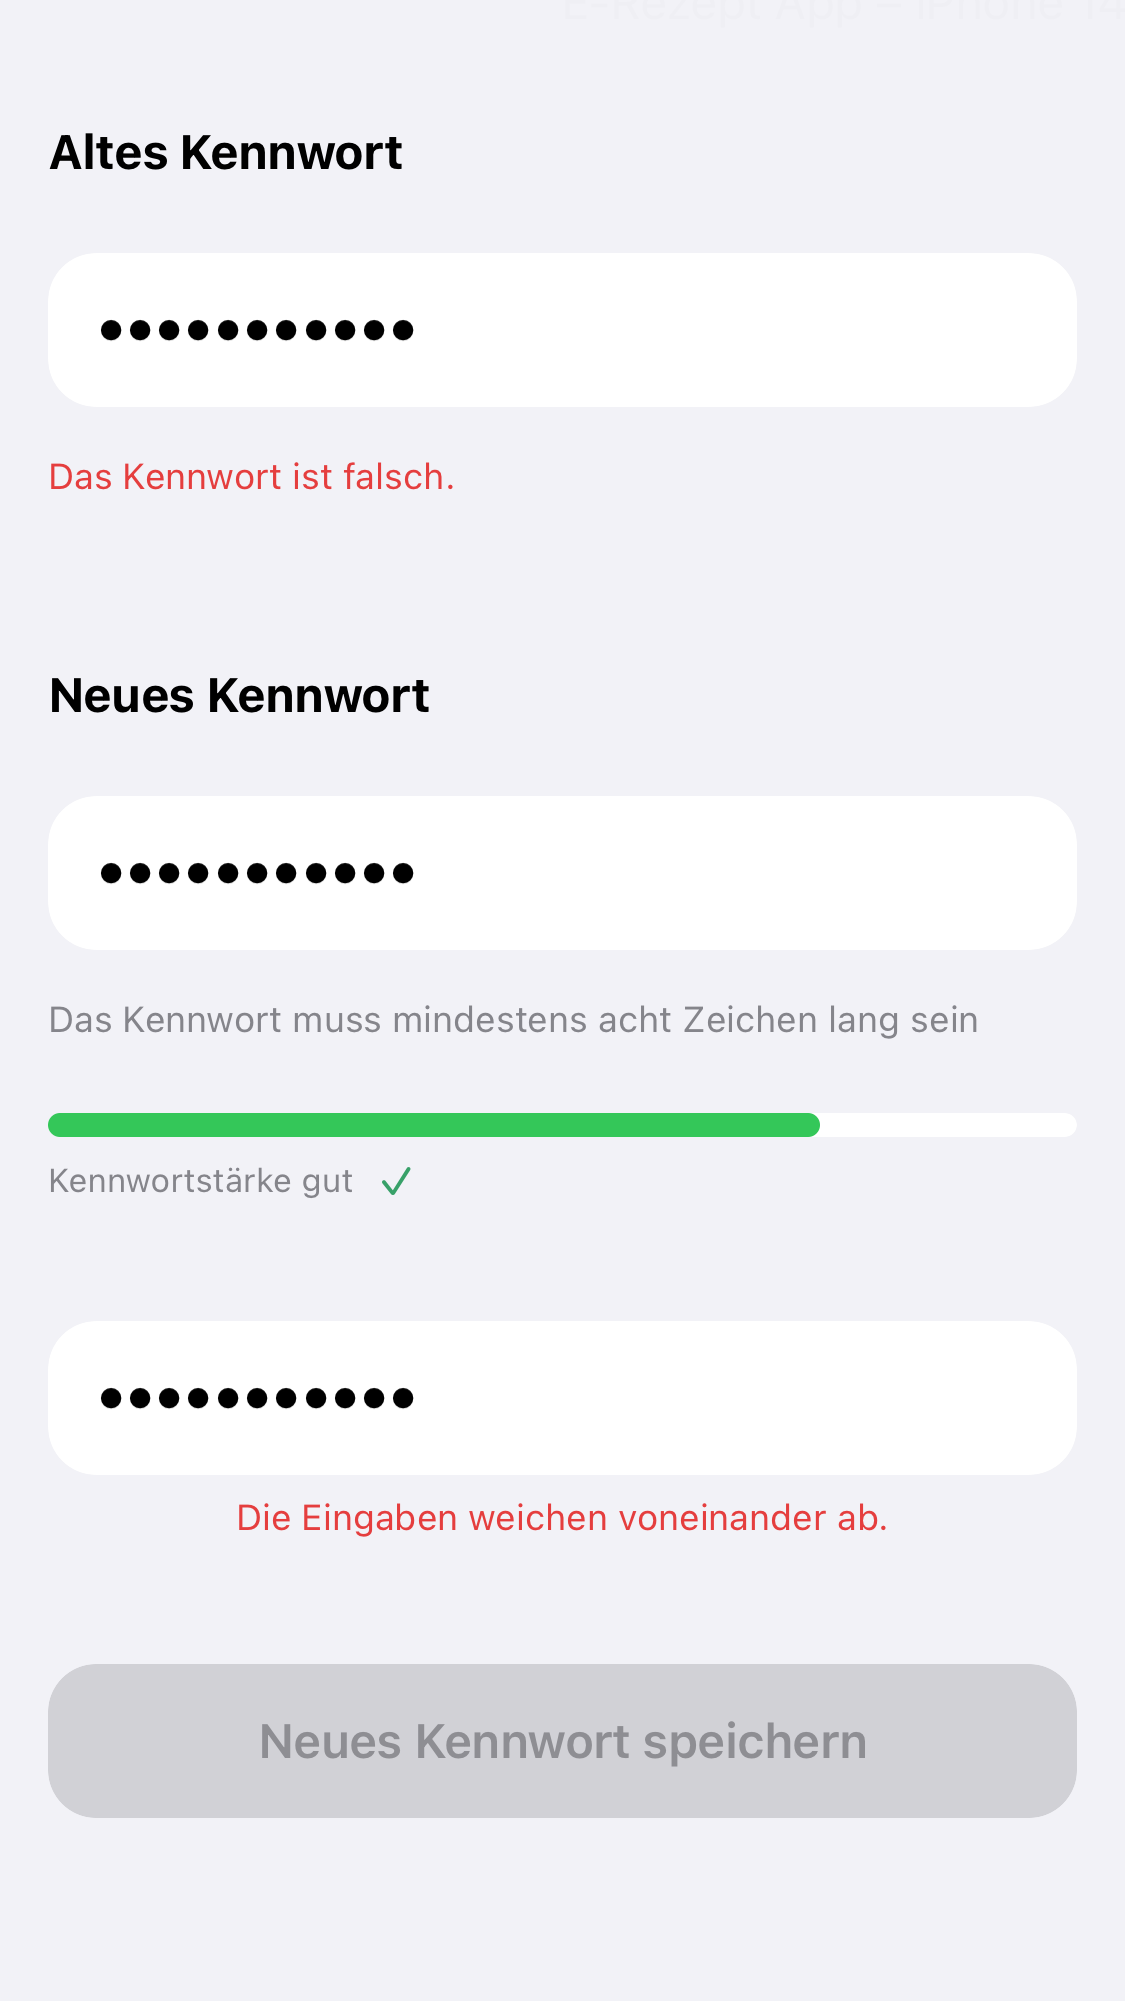 E-Rezept App – iPhone 14
Altes Kennwort
•••••••••••
Das Kennwort ist falsch.
Neues Kennwort
•••••••••••
Das Kennwort muss mindestens acht Zeichen lang sein
Kennwortstärke gut
•••••••••••
Die Eingaben weichen voneinander ab.
Neues Kennwort speichern